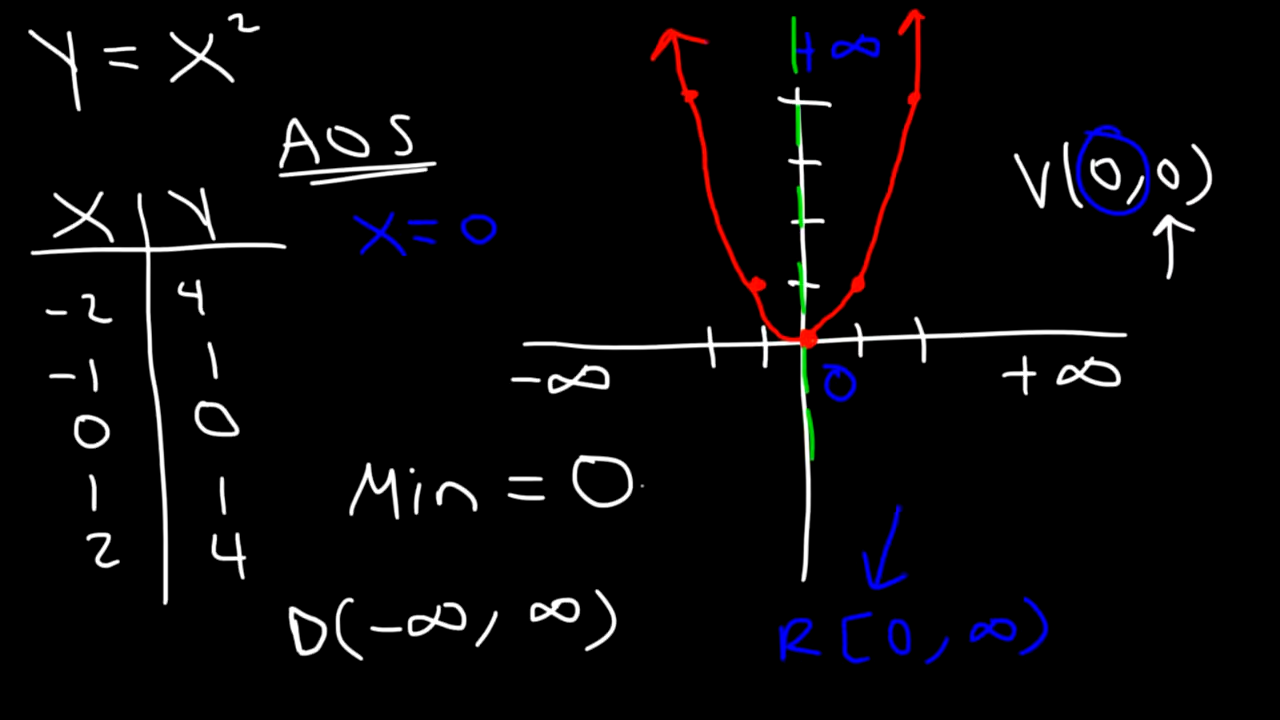 Y = X²
AOS
X = 0
X Y
-2 4
-1 1
0 0
1 1
2 4
Min = 0
D(-∞, ∞)
+∞
V(0,0)
-∞
0
+∞
R[0, ∞)